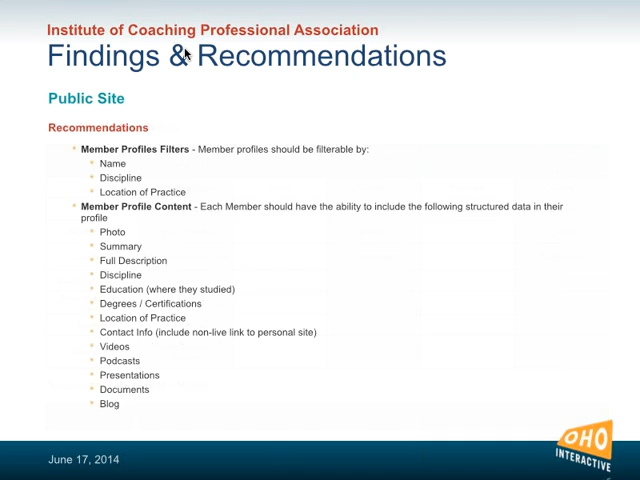 Institute of Coaching Professional Association
Findings & Recommendations
Public Site
Recommendations
Member Profiles Filters - Member profiles should be filterable by:
Name
Discipline
Location of Practice
Member Profile Content - Each Member should have the ability to include the following structured data in their
profile
Photo
Summary
Full Description
Discipline
Education (where they studied)
Degrees / Certifications
Location of Practice
Contact Info (include non-live link to personal site)
Videos
Podcasts
Presentations
Documents
Blog
June 17, 2014
OHO
INTERACTIVE